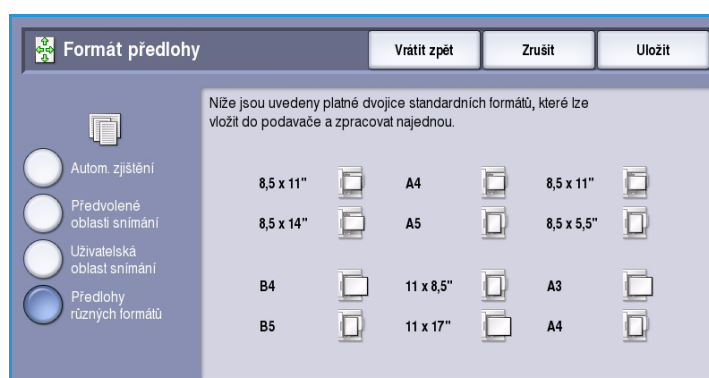 Formát předlohy
Vrátit zpět
Zrušit
Uložit
Níže jsou uvedeny platné dvojice standardních formátů, které lze
vložit do podavače a zpracovat najednou.
Autom. zjištění
Předvolené
oblasti snímání
Uživatelská
oblast snímání
Předlohy
různých formátů
8,5 x 11"
A4
8,5 x 11"
8,5 x 14"
A5
8,5 x 5,5"
B4
11 x 8,5"
A3
B5
11 x 17"
A4